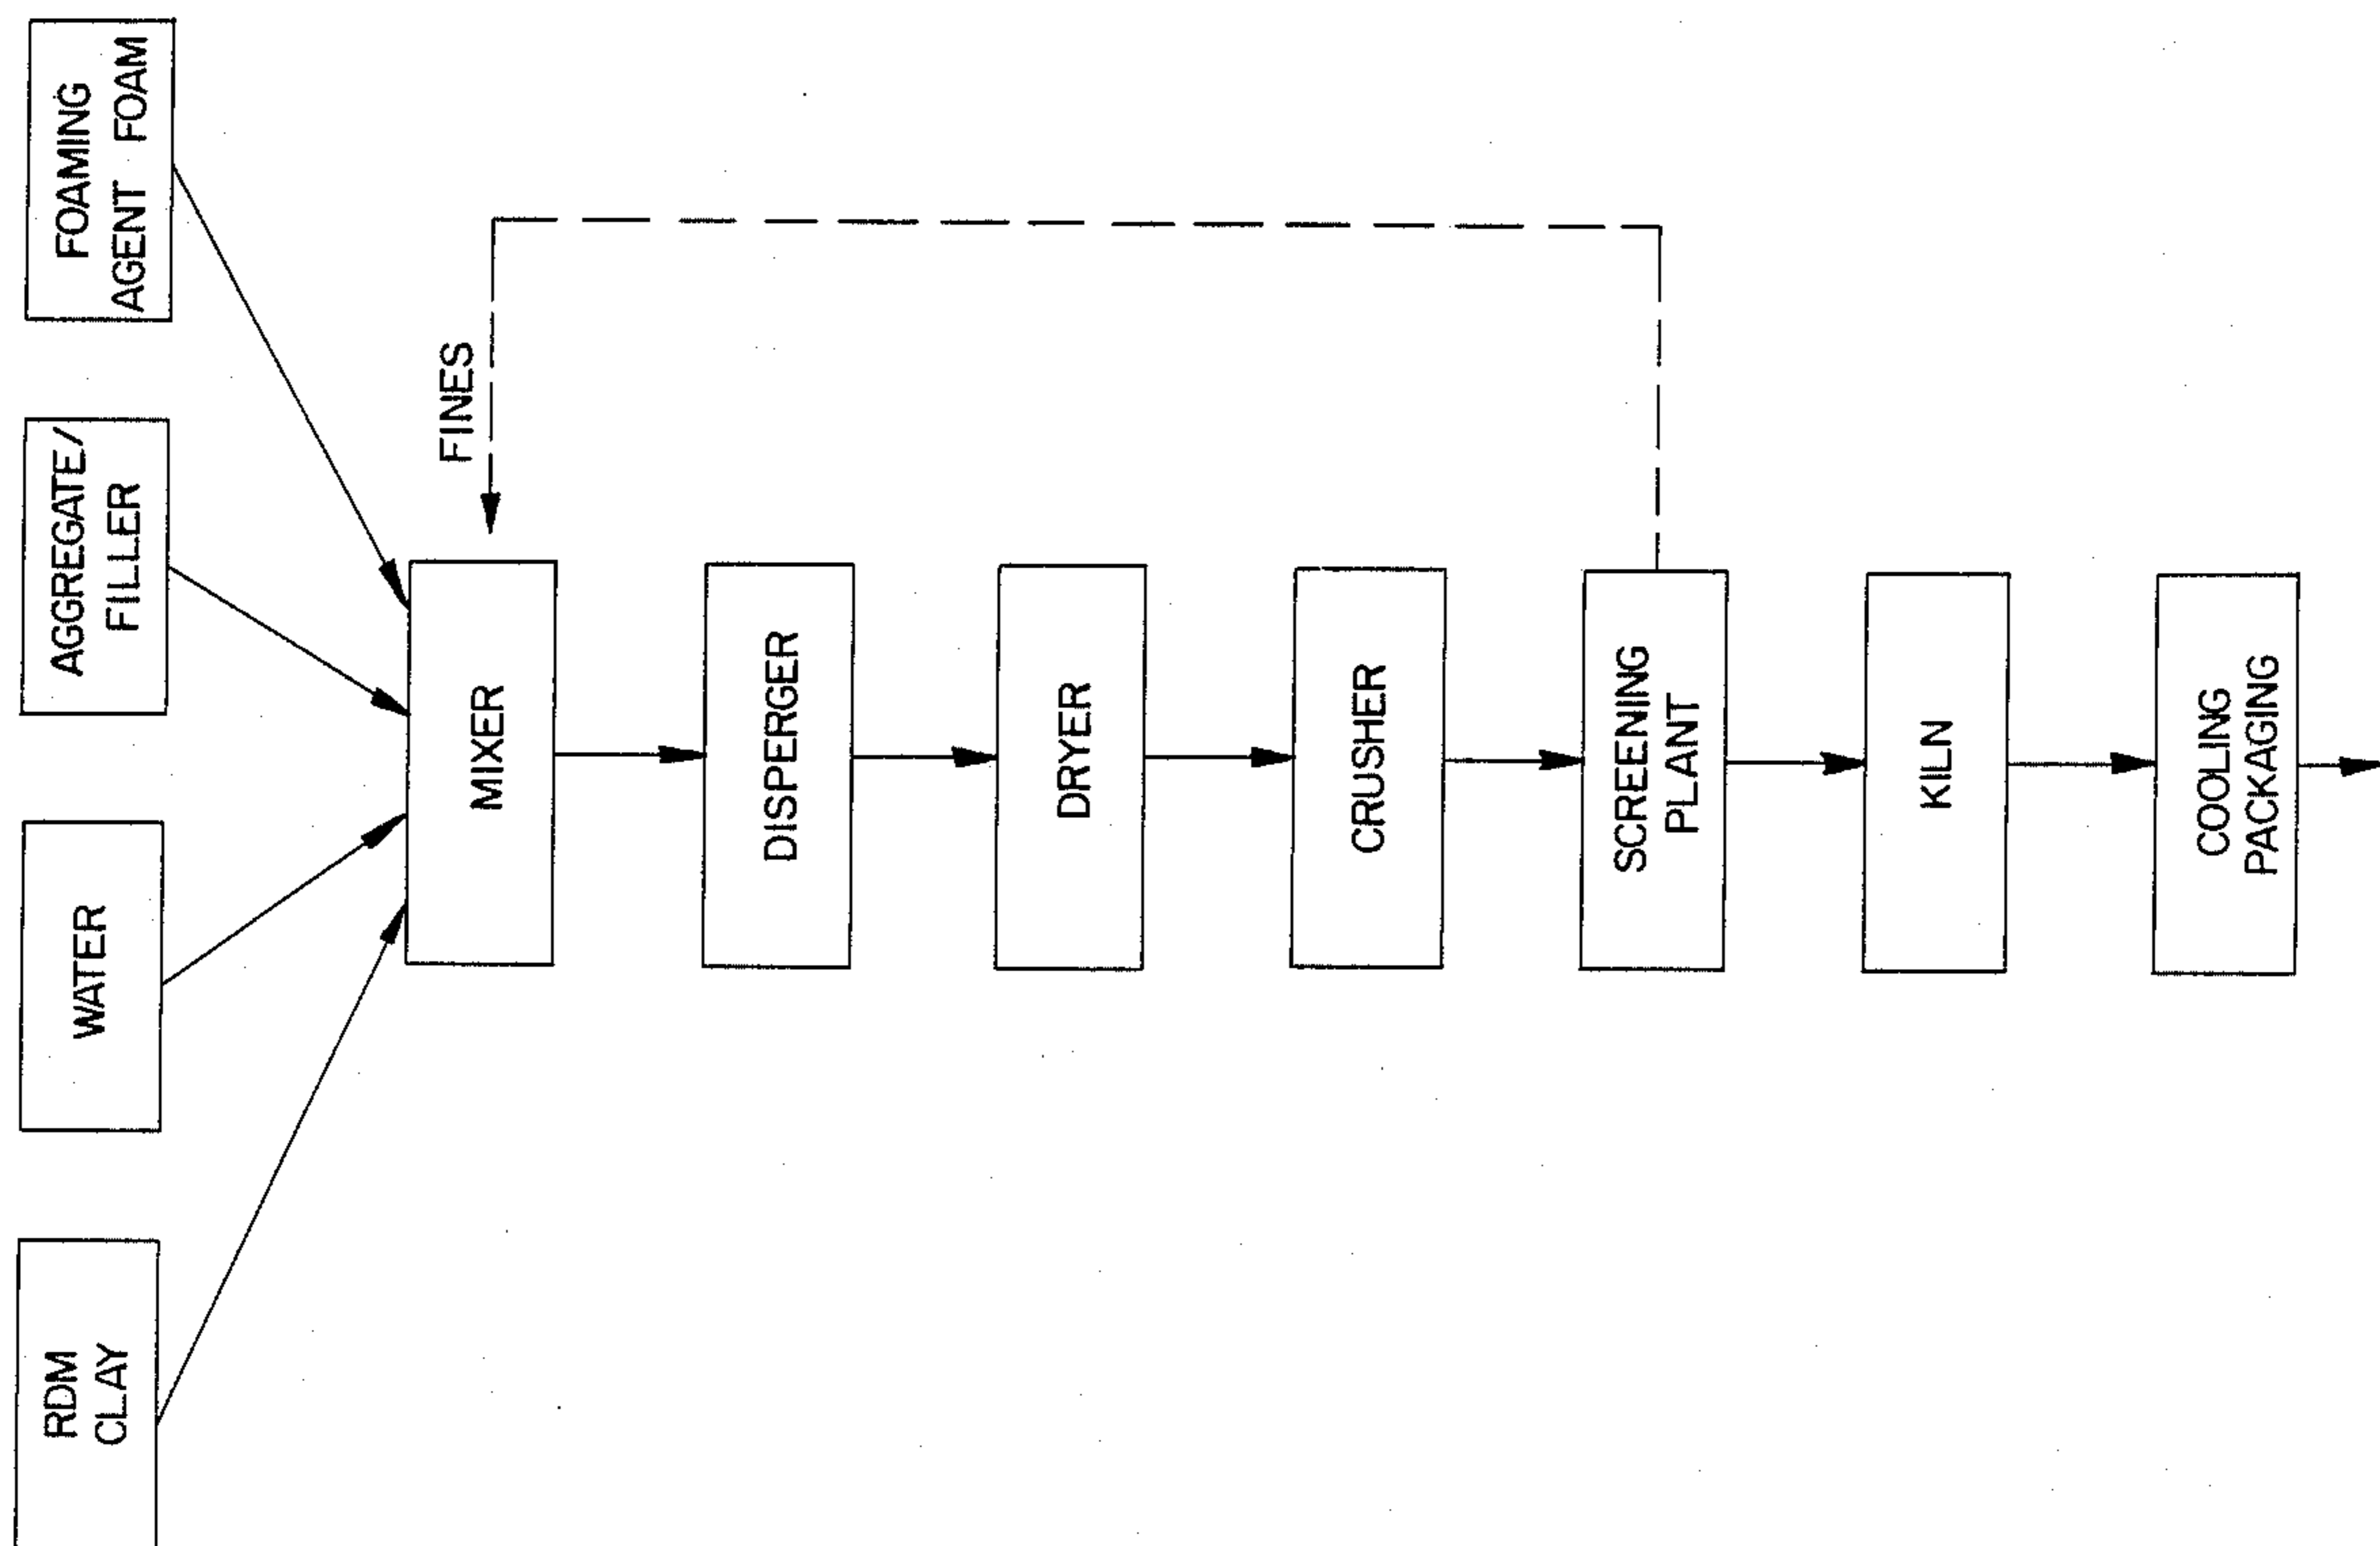 RDM
CLAY
WATER
AGGREGATE/
FILLER
FOAMING
AGENT FOAM
FINES
MIXER
DISPERGER
DRYER
CRUSHER
SCREENING
PLANT
KILN
COOLING
PACKAGING